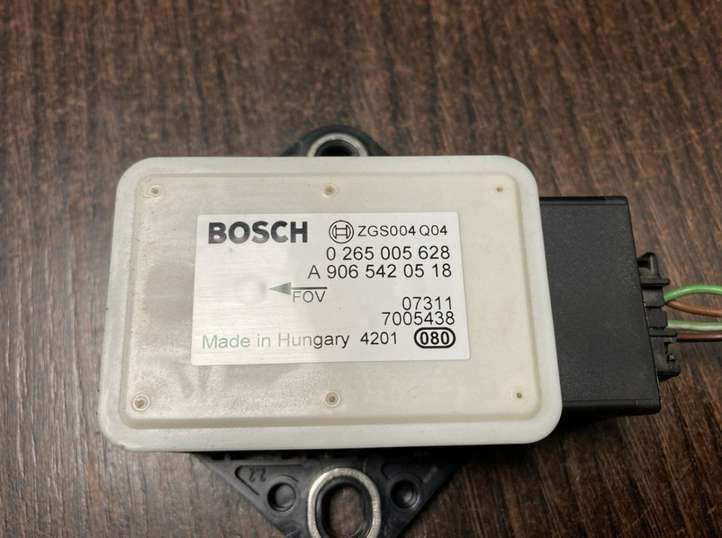 BOSCH ZGS004 Q04
0 265 005 628
A 906 542 05 18
FOV
07311
7005438
Made in Hungary 4201 080
22